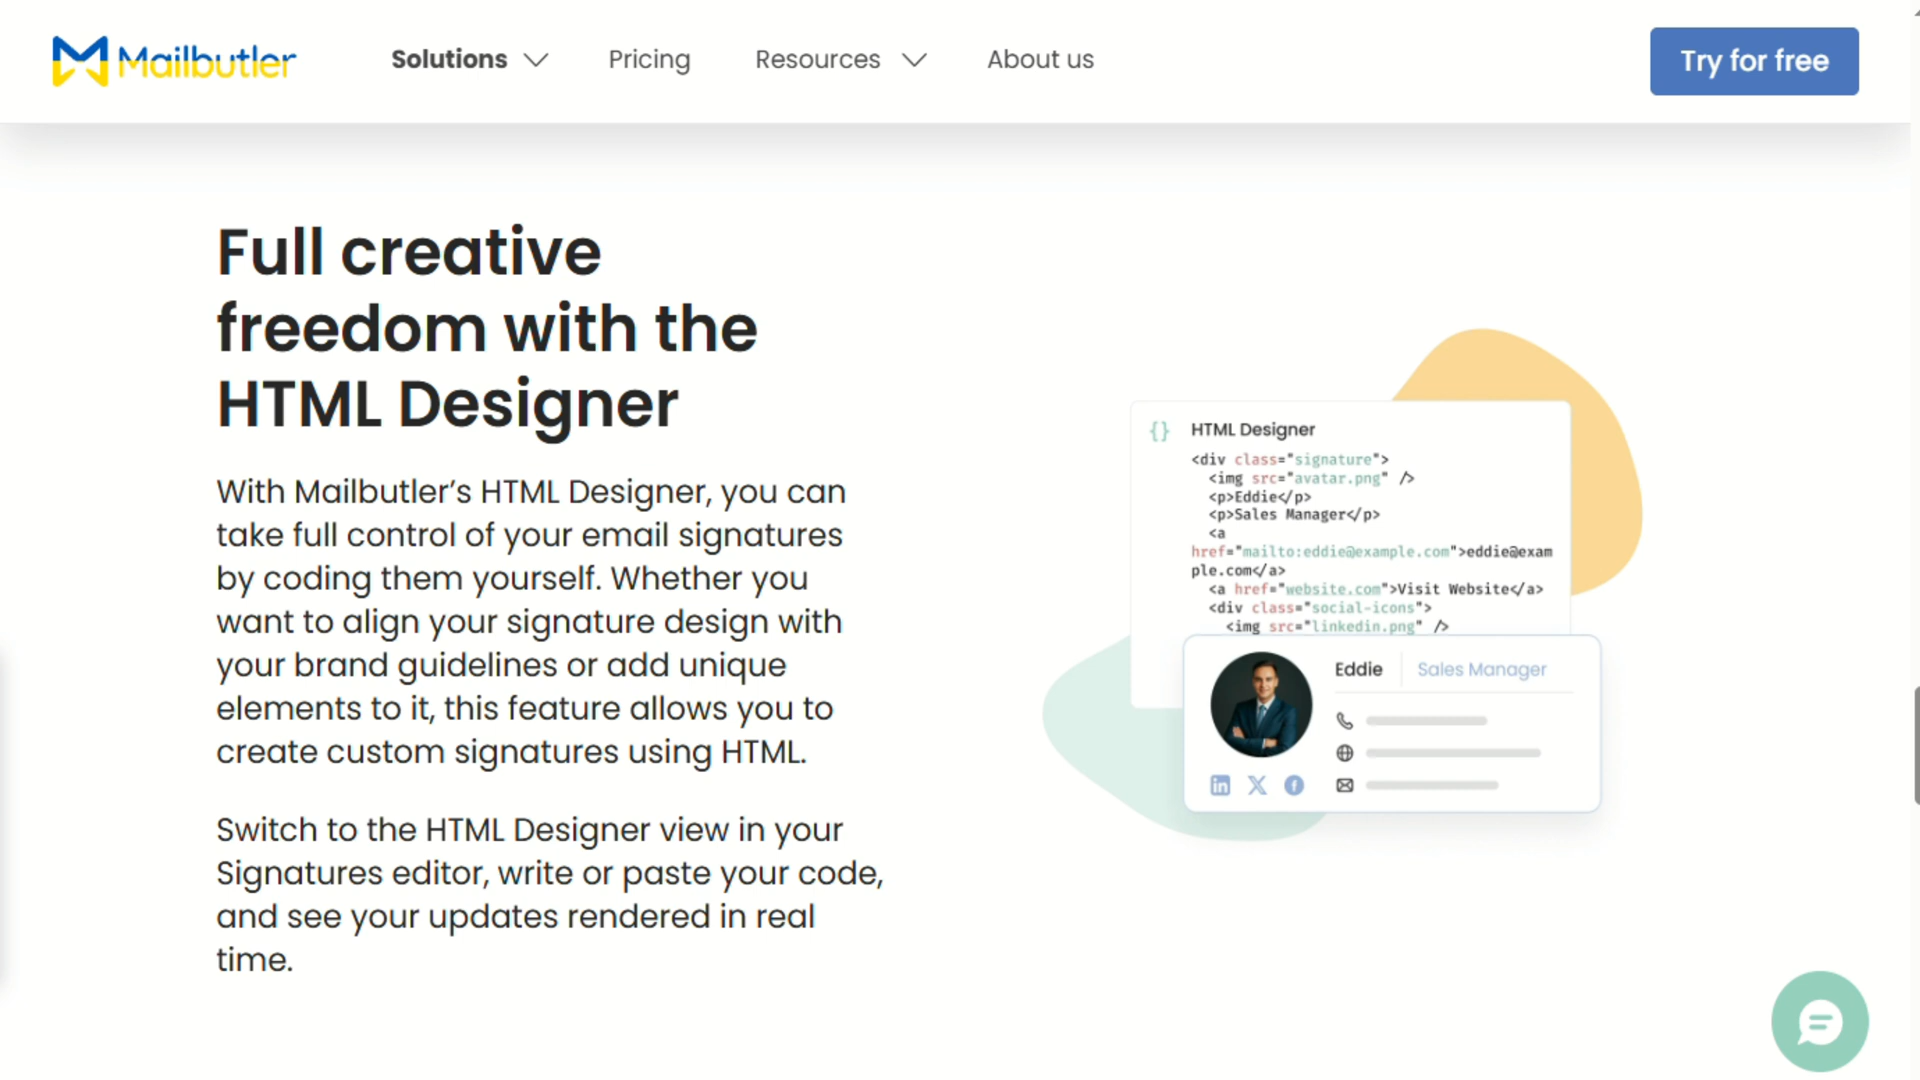 Mailbutler
Solutions
Pricing
Resources
About us
Try for free
Full creative
freedom with the
HTML Designer
With Mailbutler’s HTML Designer, you can
take full control of your email signatures
by coding them yourself. Whether you
want to align your signature design with
your brand guidelines or add unique
elements to it, this feature allows you to
create custom signatures using HTML.
Switch to the HTML Designer view in your
Signatures editor, write or paste your code,
and see your updates rendered in real
time.
{} HTML Designer
<div class="signature">
<img src="avatar.png" />
<p>Eddie</p>
<p>Sales Manager</p>
<a
href="mailto:eddie@example.com">eddie@exam
ple.com</a>
<a href="website.com">Visit Website</a>
<div class="social-icons">
<img src="linkedin.png" />
Eddie
Sales Manager